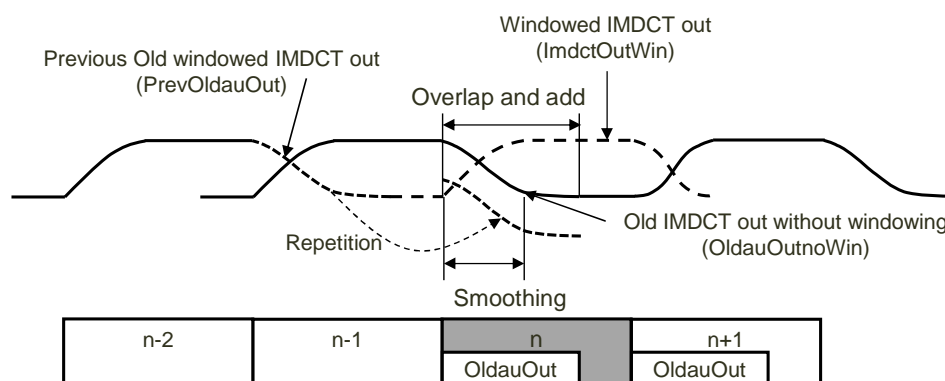 Windowed IMDCT out
(ImdctOutWin)
Previous Old windowed IMDCT out
(PrevOldauOut)
Overlap and add
Repetition
Old IMDCT out without windowing
(OldauOutnoWin)
Smoothing
n-2
n-1
n
n+1
OldauOut
OldauOut